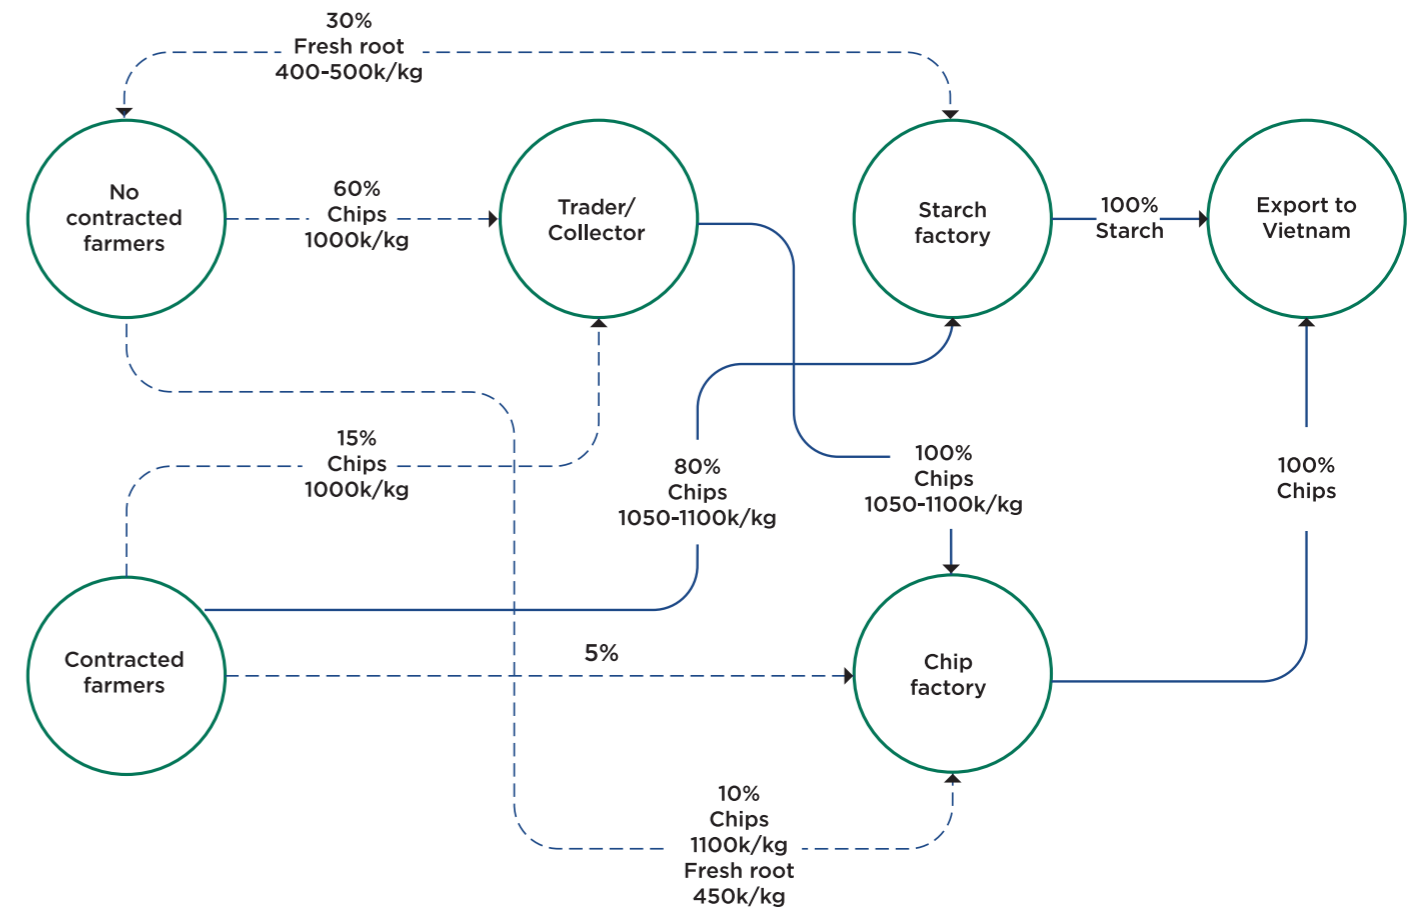 30%
Fresh root
400-500k/kg
No
contracted
farmers
60%
Chips
1000k/kg
Trader/
Collector
Starch
factory
100%
Starch
Export to
Vietnam
15%
Chips
1000k/kg
80%
Chips
1050-1100k/kg
100%
Chips
1050-1100k/kg
100%
Chips
Contracted
farmers
5%
Chip
factory
10%
Chips
1100k/kg
Fresh root
450k/kg